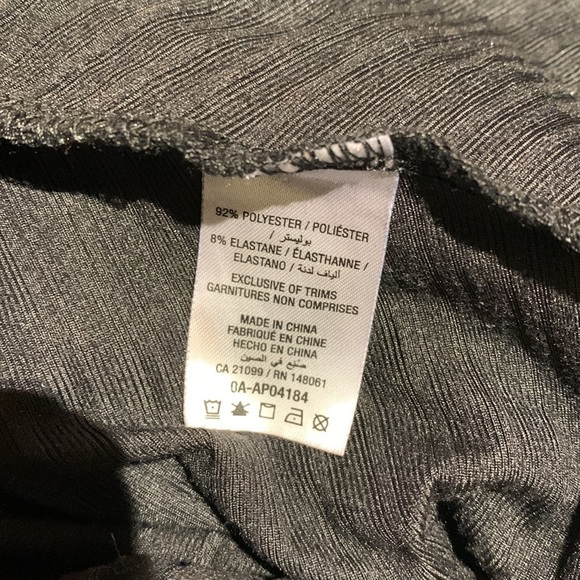 92% POLYESTER / POLIÉSTER
/ بوليستر
8% ELASTANE / ÉLASTHANNE /
ELASTANO / ألياف لدنة
EXCLUSIVE OF TRIMS
GARNITURES NON COMPRISES
MADE IN CHINA
FABRIQUÉ EN CHINE
HECHO EN CHINA
صُنع في الصين
CA 21099 / RN 148061
0A-AP04184